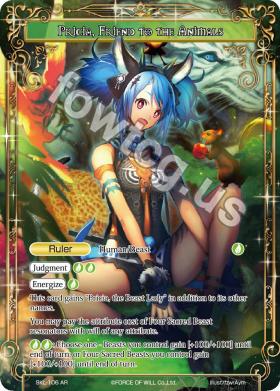 Pricia, Friend to the Animals
fowtcg.us
Ruler
Human/Beast
Judgment
Energize
This card gains "Pricia, the Beast Lady" in addition to its other
names.
You may pay the attribute cost of Four Sacred Beast
resonators with will of any attribute.
Choose one – Beasts you control gain [+100/+100] until
end of turn; or Four Sacred Beasts you control gain
[+100/+100] until end of turn.
AR
©FORCE OF WILL Co.,Ltd.